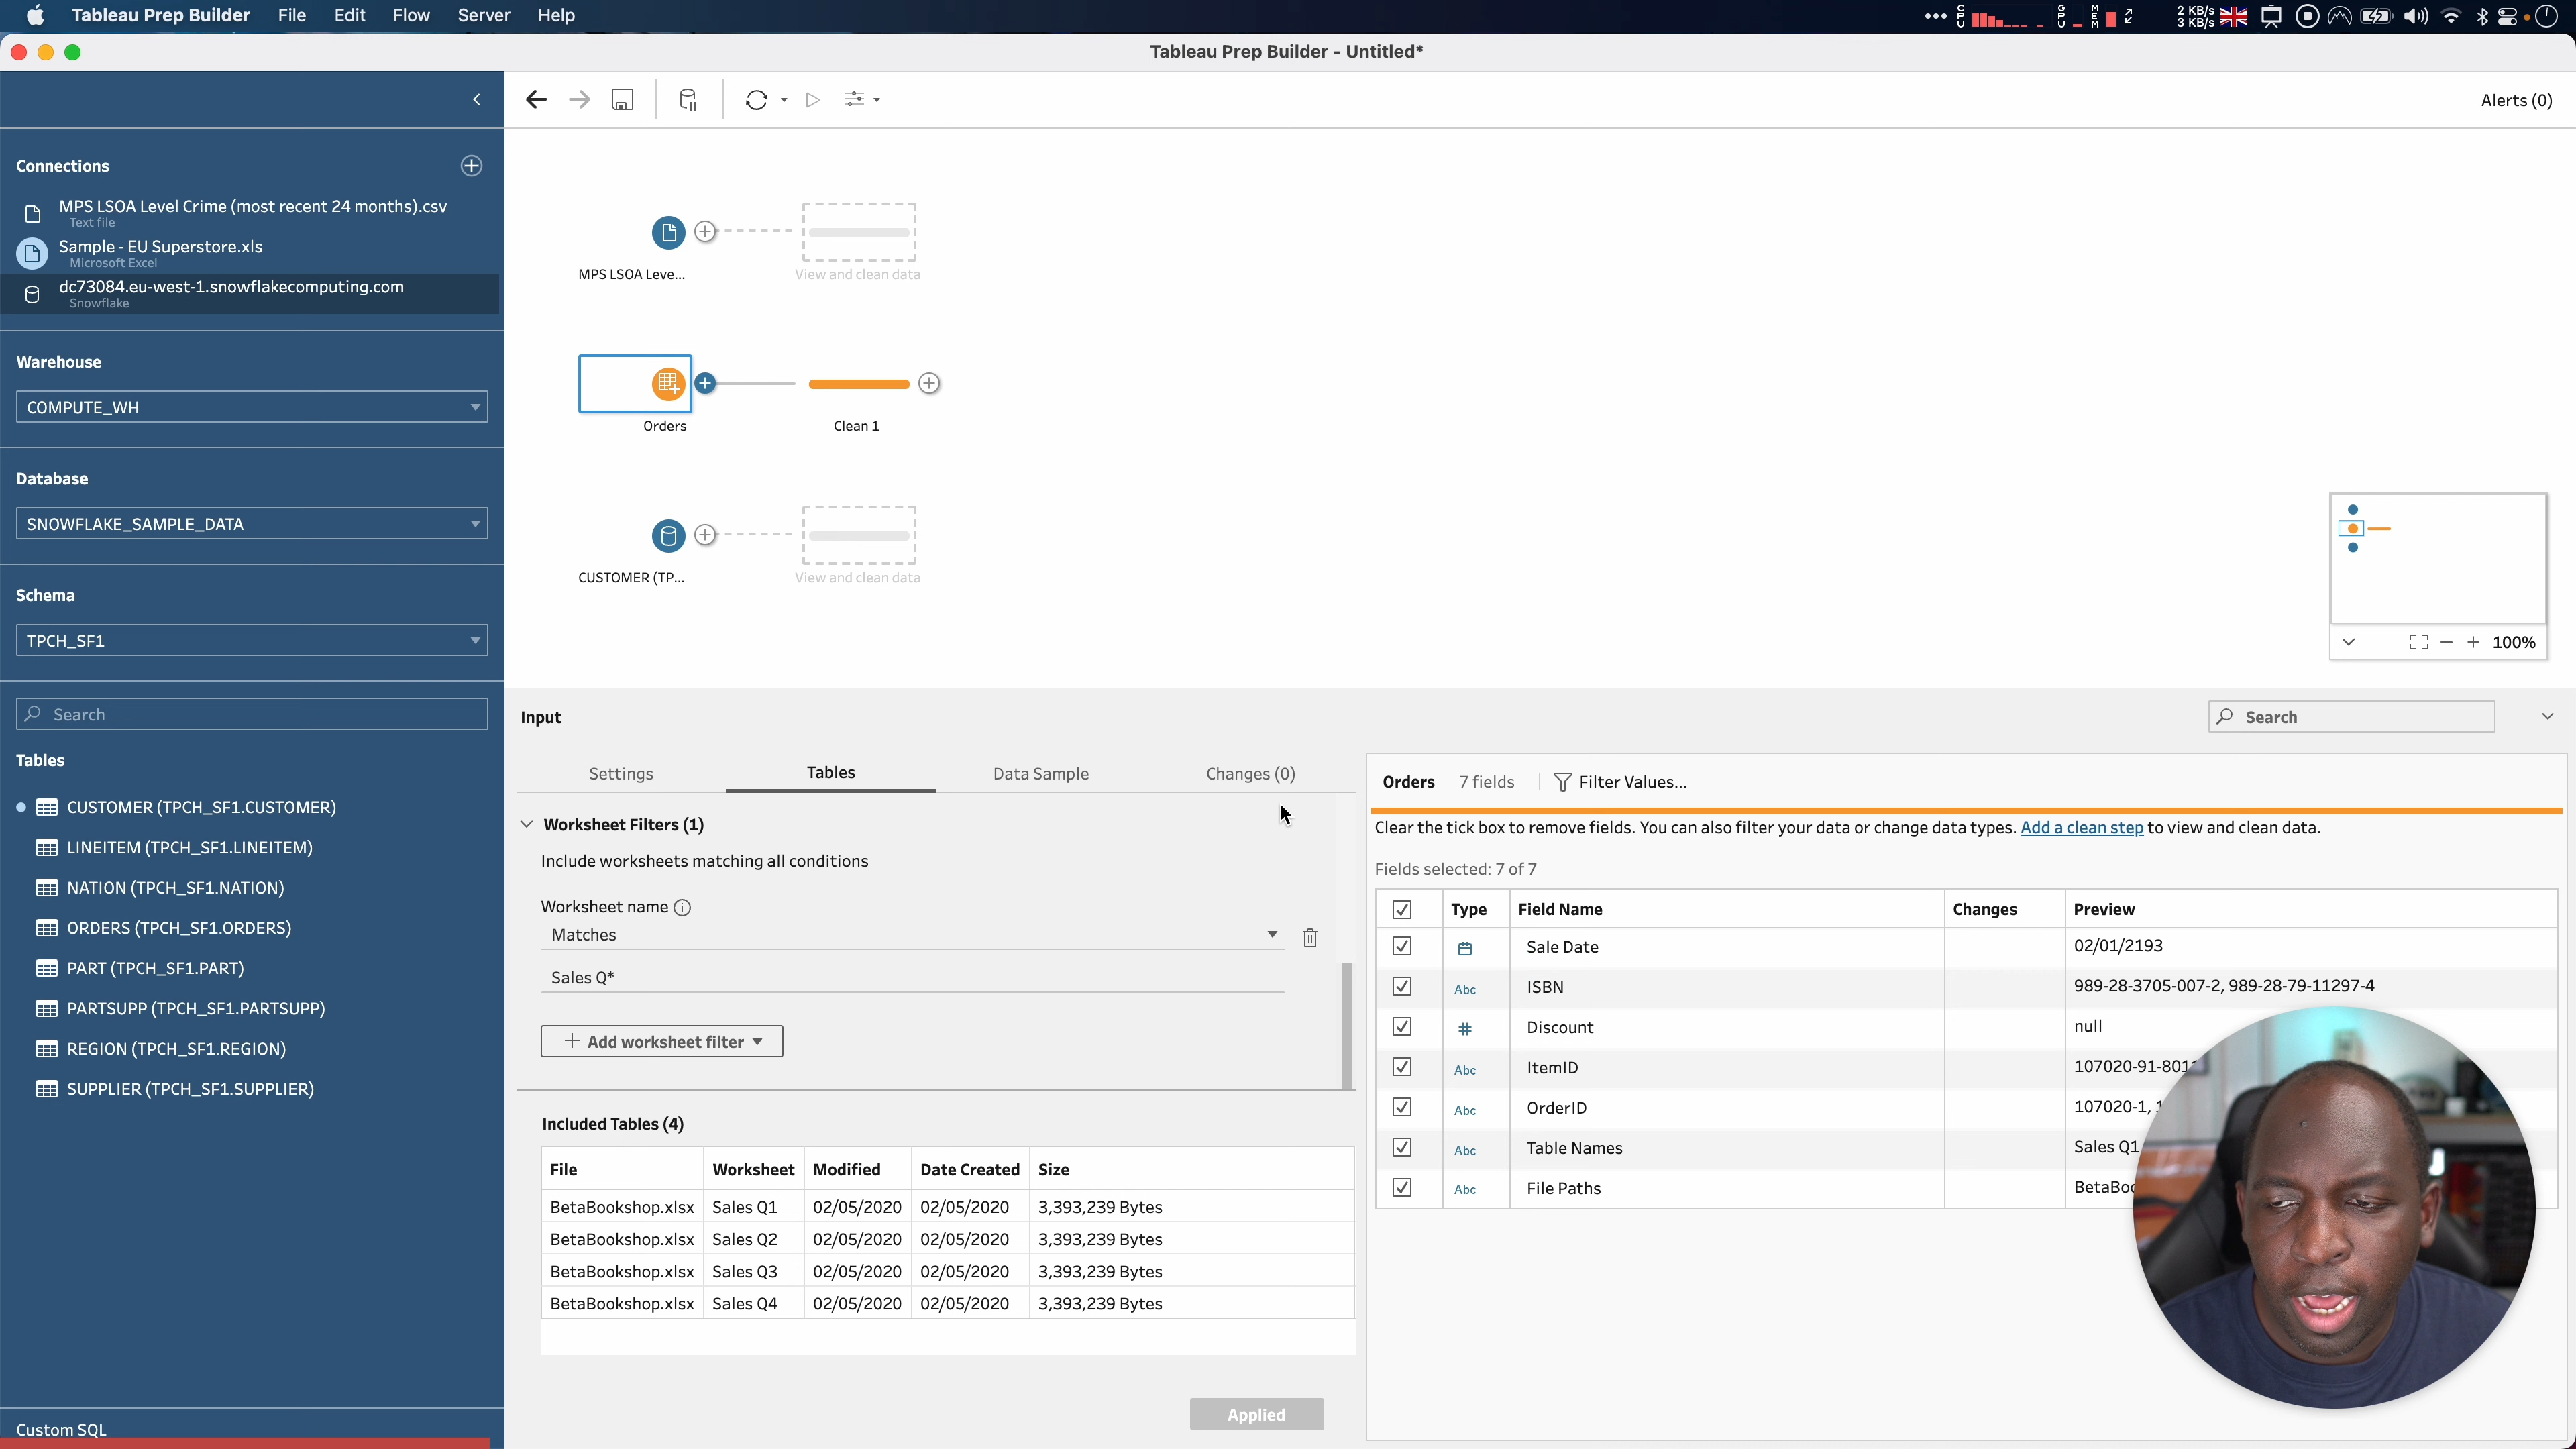 Tableau Prep Builder File Edit Flow Server Help
CPU GPU MEM 2 KB/s
3 KB/s
Tableau Prep Builder - Untitled*
Alerts (0)
Connections
MPS LSOA Level Crime (most recent 24 months).csv
Text file
Sample - EU Superstore.xls
Microsoft Excel
dc73084.eu-west-1.snowflakecomputing.com
Snowflake
Warehouse
COMPUTE_WH
Database
SNOWFLAKE_SAMPLE_DATA
Schema
TPCH_SF1
Search
Tables
CUSTOMER (TPCH_SF1.CUSTOMER)
LINEITEM (TPCH_SF1.LINEITEM)
NATION (TPCH_SF1.NATION)
ORDERS (TPCH_SF1.ORDERS)
PART (TPCH_SF1.PART)
PARTSUPP (TPCH_SF1.PARTSUPP)
REGION (TPCH_SF1.REGION)
SUPPLIER (TPCH_SF1.SUPPLIER)
Custom SQL
MPS LSOA Leve...
View and clean data
Orders
Clean 1
CUSTOMER (TP...
View and clean data
100%
Input
Search
Settings Tables Data Sample Changes (0)
Worksheet Filters (1)
Include worksheets matching all conditions
Worksheet name
Matches
Sales Q*
Add worksheet filter
Included Tables (4)
File Worksheet Modified Date Created Size
BetaBookshop.xlsx Sales Q1 02/05/2020 02/05/2020 3,393,239 Bytes
BetaBookshop.xlsx Sales Q2 02/05/2020 02/05/2020 3,393,239 Bytes
BetaBookshop.xlsx Sales Q3 02/05/2020 02/05/2020 3,393,239 Bytes
BetaBookshop.xlsx Sales Q4 02/05/2020 02/05/2020 3,393,239 Bytes
Applied
Orders 7 fields Filter Values...
Clear the tick box to remove fields. You can also filter your data or change data types. Add a clean step to view and clean data.
Fields selected: 7 of 7
Type Field Name Changes Preview
Sale Date 02/01/2193
Abc ISBN 989-28-3705-007-2, 989-28-79-11297-4
# Discount null
Abc ItemID 107020-91-801
Abc OrderID 107020-1,
Abc Table Names Sales Q1
Abc File Paths BetaBo